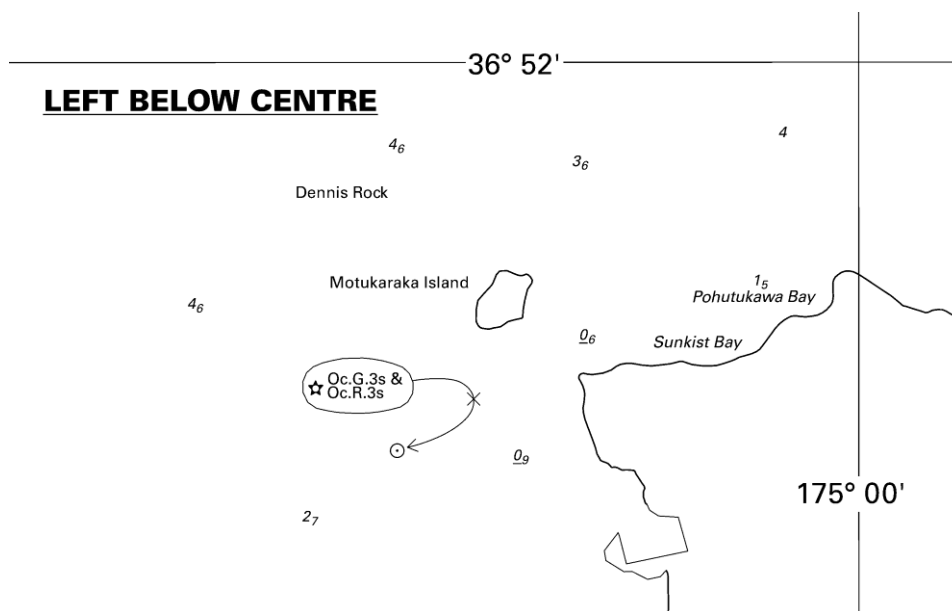 36° 52'
LEFT BELOW CENTRE
4
4₆
3₆
Dennis Rock
Motukaraka Island
1₅
Pohutukawa Bay
4₆
0₆
Sunkist Bay
Oc.G.3s &
Oc.R.3s
0₉
175° 00'
2₇